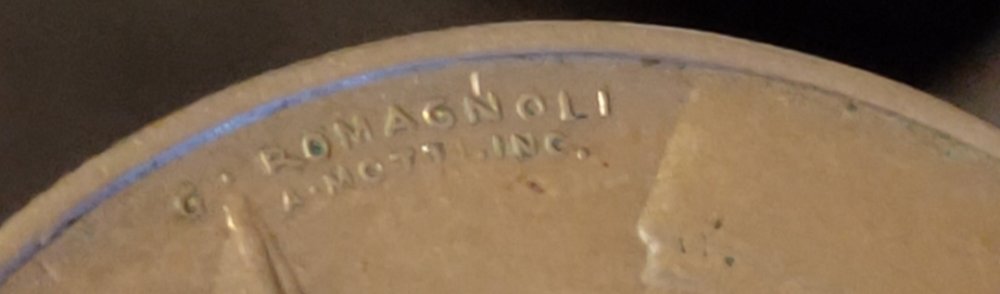 G. ROMAGNOLI
A. MOTTI. INC.